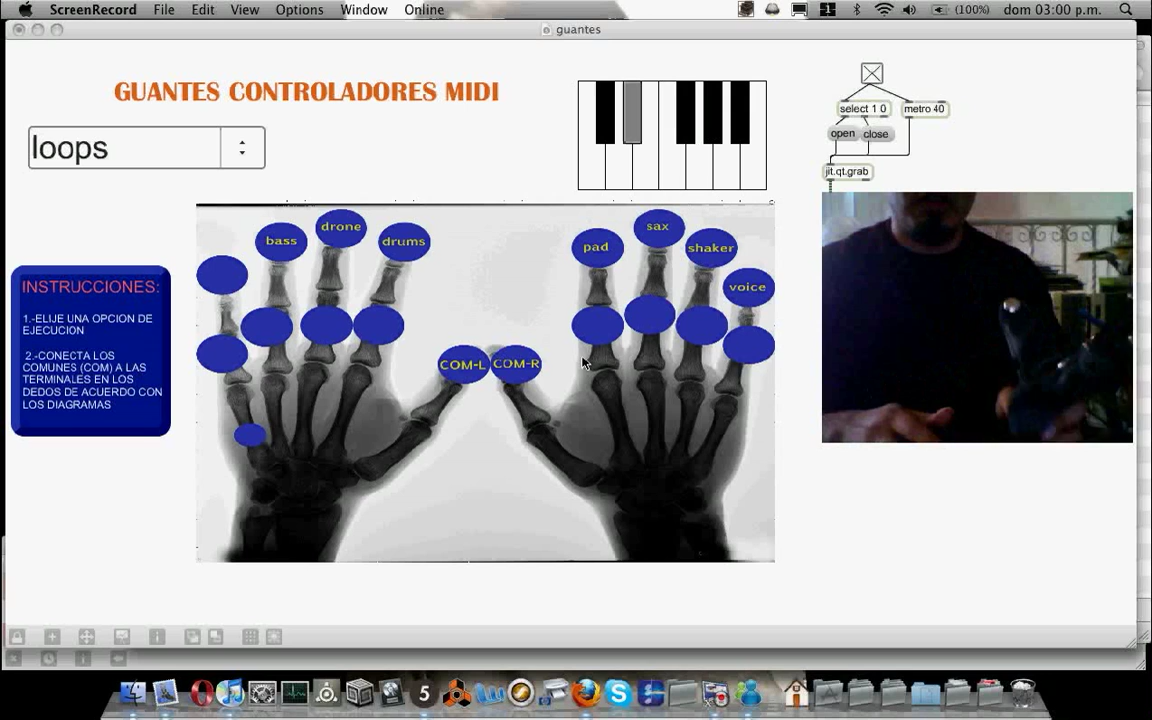 ScreenRecord File Edit View Options Window Online
(100%) dom 03:00 p.m.
guantes
GUANTES CONTROLADORES MIDI
loops
select 1 0
metro 40
open
close
jit.qt.grab
bass
drone
drums
pad
sax
shaker
voice
COM-L
COM-R
INSTRUCCIONES:
1.-ELIJE UNA OPCION DE
EJECUCION
2.-CONECTA LOS
COMUNES (COM) A LAS
TERMINALES EN LOS
DEDOS DE ACUERDO CON
LOS DIAGRAMAS
5